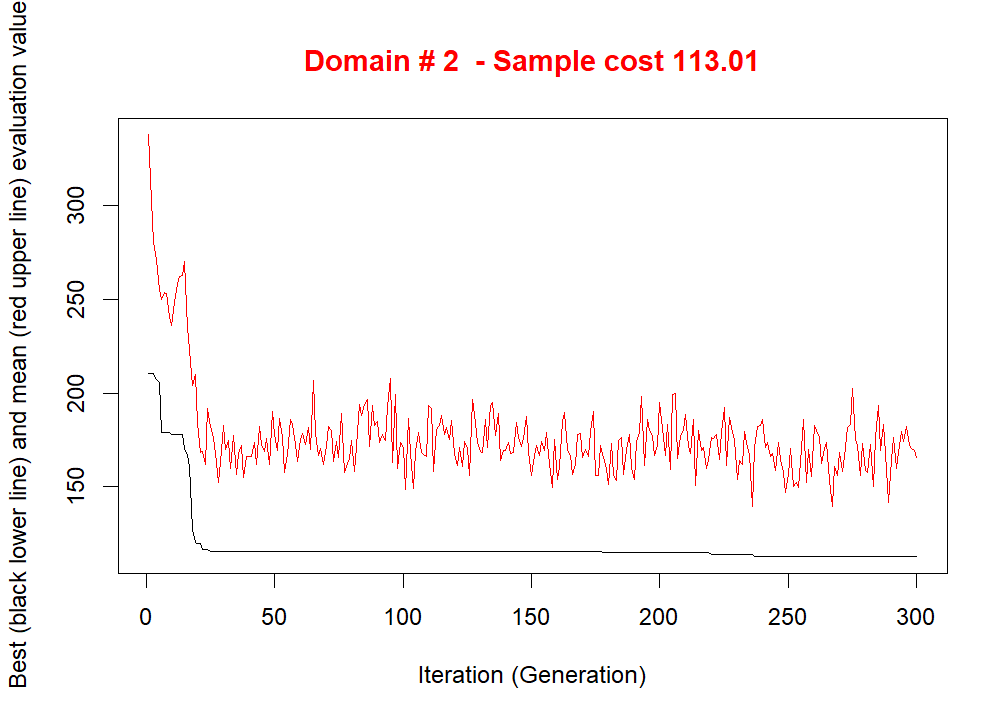 Domain # 2  - Sample cost 113.01
Best (black lower line) and mean (red upper line) evaluation value
300
250
200
150
0 50 100 150 200 250 300
Iteration (Generation)